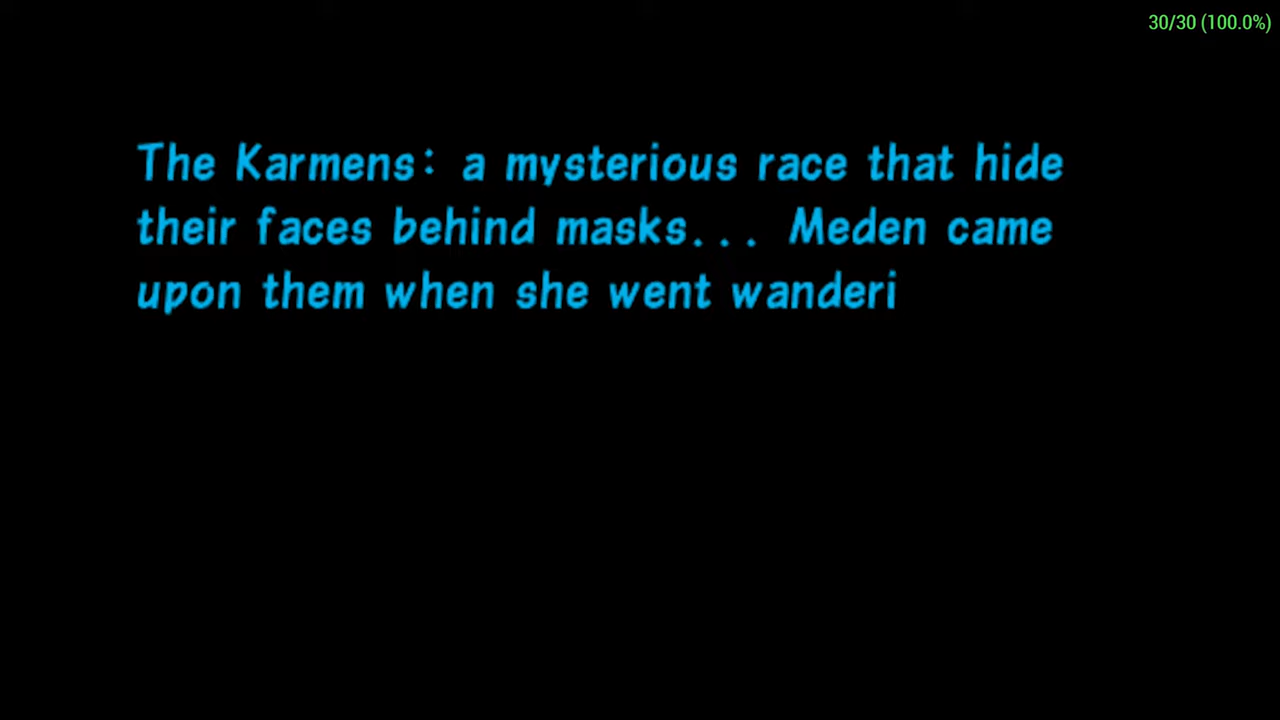 30/30 (100.0%)
The Karmens: a mysterious race that hide
their faces behind masks... Meden came
upon them when she went wanderi